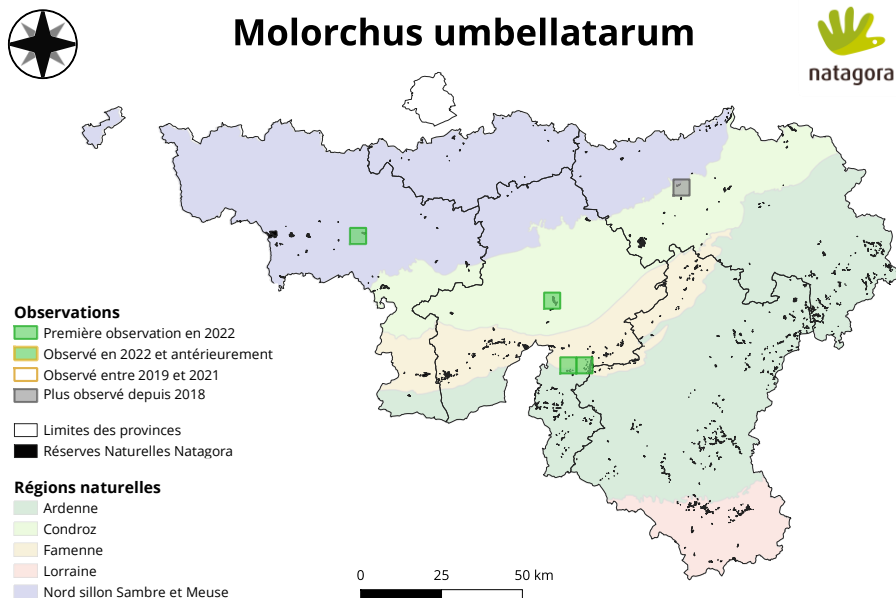 Molorchus umbellatarum
natagora
Observations
Première observation en 2022
Observé en 2022 et antérieurement
Observé entre 2019 et 2021
Plus observé depuis 2018
Limites des provinces
Réserves Naturelles Natagora
Régions naturelles
Ardenne
Condroz
Famenne
Lorraine
Nord sillon Sambre et Meuse
0 25 50 km